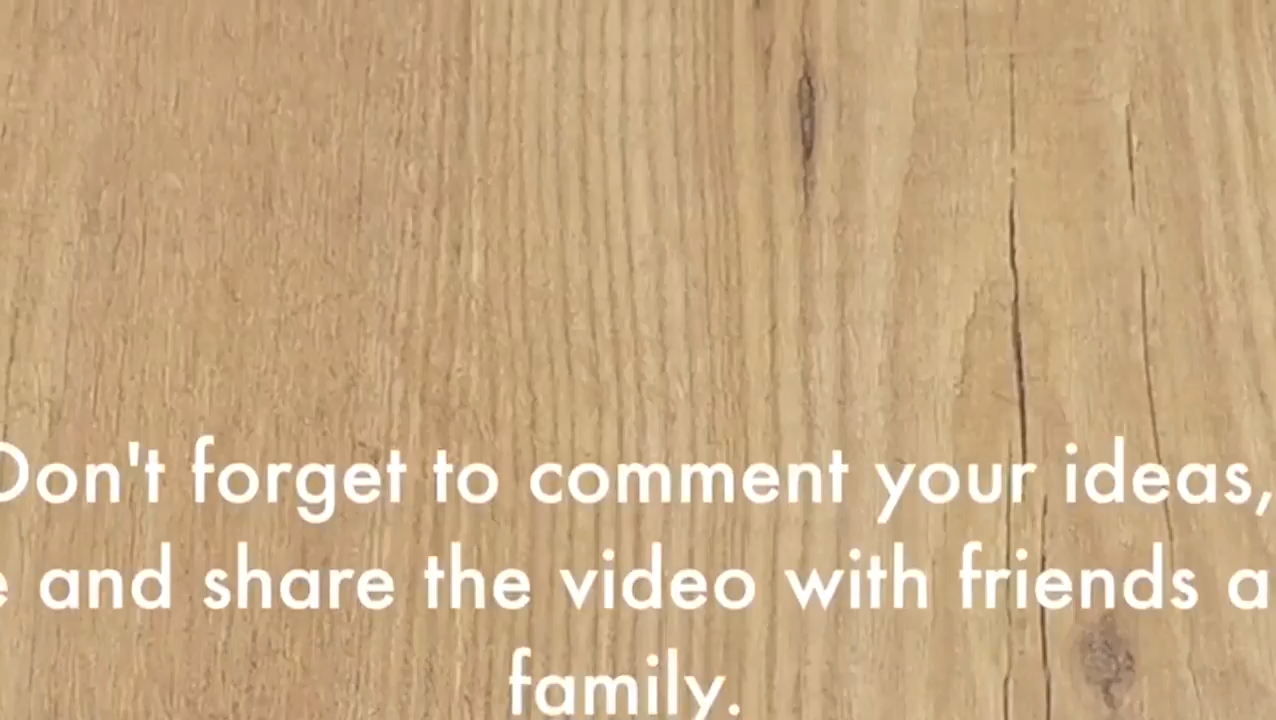 Don't forget to comment your ideas,
and share the video with friends
family.